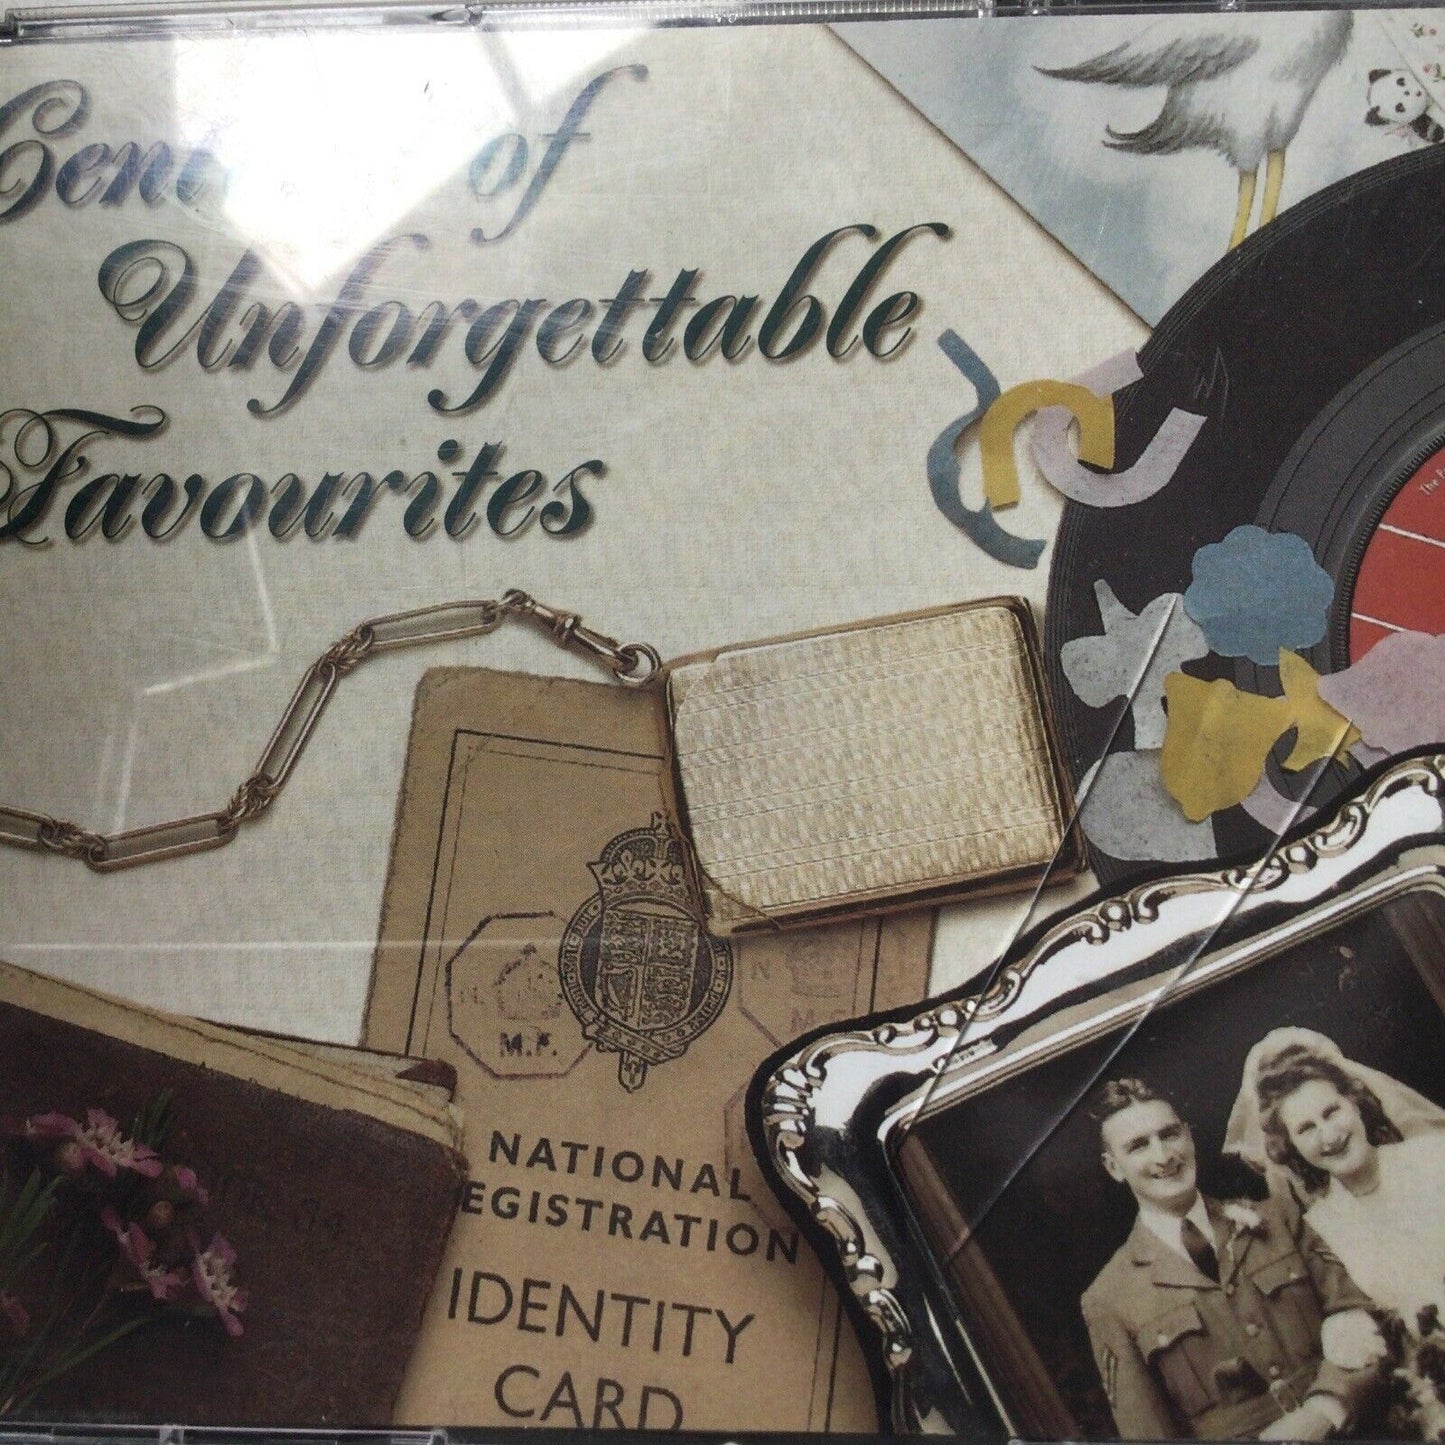 of
Unforgettable
Favourites
M.F.
NATIONAL
EGISTRATION
IDENTITY
CARD